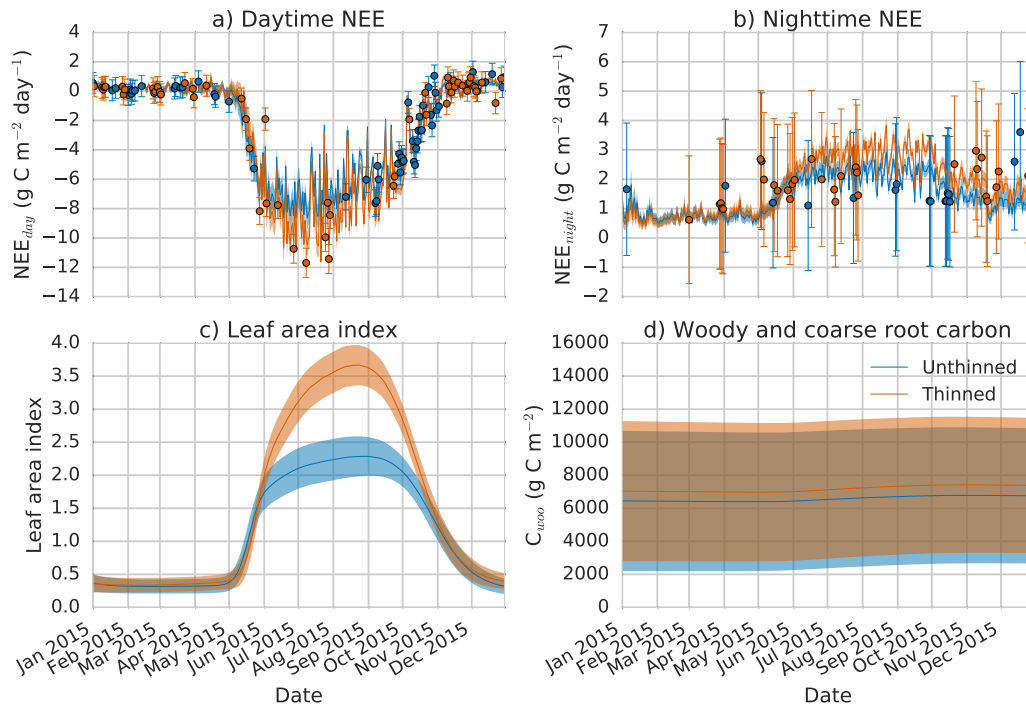 a) Daytime NEE
NEE_day (g C m⁻² day⁻¹)
4
2
0
−2
−4
−6
−8
−10
−12
−14
b) Nighttime NEE
NEE_night (g C m⁻² day⁻¹)
7
6
5
4
3
2
1
0
−1
−2
c) Leaf area index
Leaf area index
4.0
3.5
3.0
2.5
2.0
1.5
1.0
0.5
0.0
Jan 2015
Feb 2015
Mar 2015
Apr 2015
May 2015
Jun 2015
Jul 2015
Aug 2015
Sep 2015
Oct 2015
Nov 2015
Dec 2015
Date
d) Woody and coarse root carbon
C_woo (g C m⁻²)
16000
14000
12000
10000
8000
6000
4000
2000
0
Unthinned
Thinned
Jan 2015
Feb 2015
Mar 2015
Apr 2015
May 2015
Jun 2015
Jul 2015
Aug 2015
Sep 2015
Oct 2015
Nov 2015
Dec 2015
Date